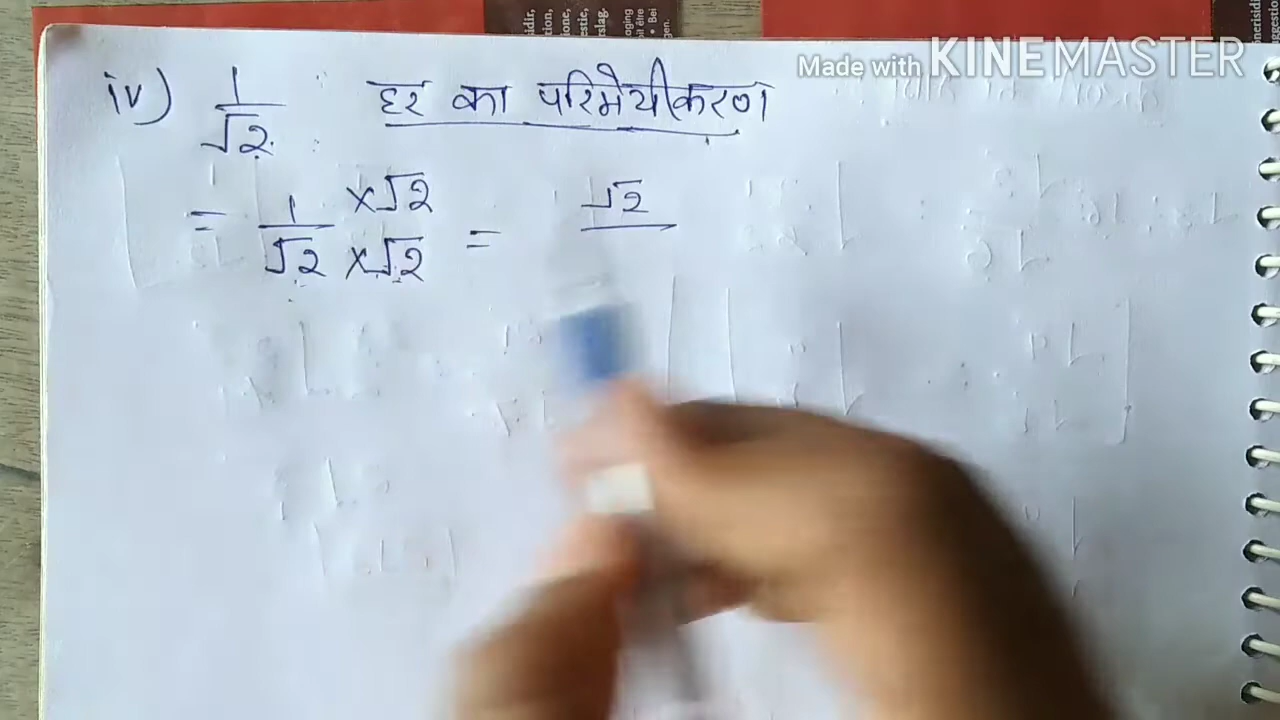 Made with KINEMASTER
iv) 1/√2 हर का परिमेयीकरण
= 1/√2 ×√2/×√2 = √2/